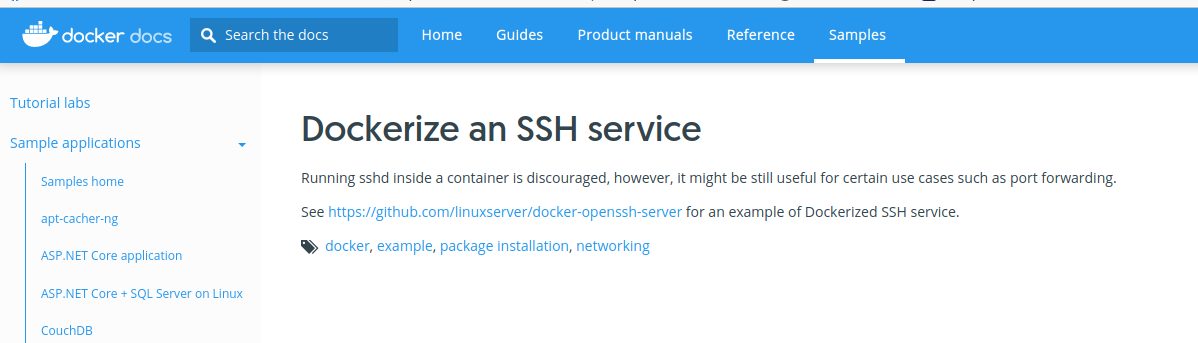 docker docs
Search the docs
Home
Guides
Product manuals
Reference
Samples
Tutorial labs
Sample applications
Samples home
apt-cacher-ng
ASP.NET Core application
ASP.NET Core + SQL Server on Linux
CouchDB
Dockerize an SSH service
Running sshd inside a container is discouraged, however, it might be still useful for certain use cases such as port forwarding.
See https://github.com/linuxserver/docker-openssh-server for an example of Dockerized SSH service.
docker, example, package installation, networking